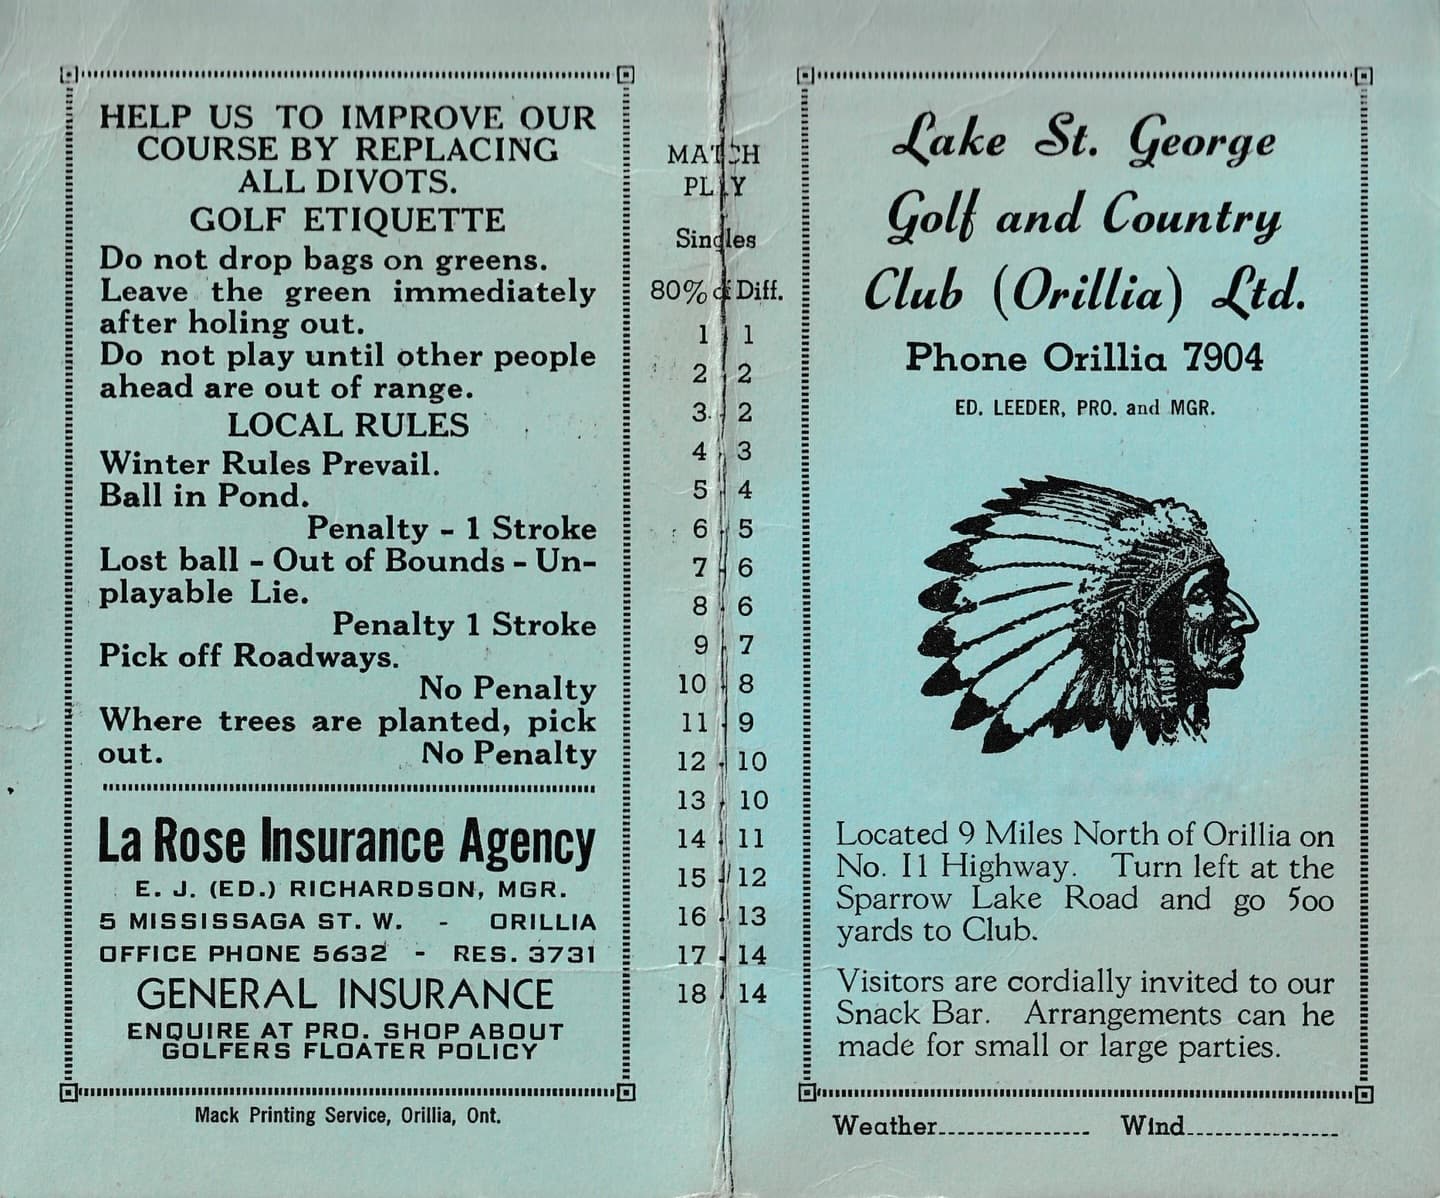 HELP US TO IMPROVE OUR
COURSE BY REPLACING
ALL DIVOTS.
GOLF ETIQUETTE
Do not drop bags on greens.
Leave the green immediately
after holing out.
Do not play until other people
ahead are out of range.
LOCAL RULES
Winter Rules Prevail.
Ball in Pond.
Penalty - 1 Stroke
Lost ball - Out of Bounds - Un-
playable Lie.
Penalty 1 Stroke
Pick off Roadways.
No Penalty
Where trees are planted, pick
out. No Penalty
La Rose Insurance Agency
E. J. (ED.) RICHARDSON, MGR.
5 MISSISSAGA ST. W. - ORILLIA
OFFICE PHONE 5632 - RES. 3731
GENERAL INSURANCE
ENQUIRE AT PRO. SHOP ABOUT
GOLFERS FLOATER POLICY
Mack Printing Service, Orillia, Ont.
MATCH
PLAY
Singles
80% of Diff.
1 1
2 2
3 2
4 3
5 4
6 5
7 6
8 6
9 7
10 8
11 9
12 10
13 10
14 11
15 12
16 13
17 14
18 14
Lake St. George
Golf and Country
Club (Orillia) Ltd.
Phone Orillia 7904
ED. LEEDER, PRO. and MGR.
Located 9 Miles North of Orillia on
No. 11 Highway. Turn left at the
Sparrow Lake Road and go 500
yards to Club.
Visitors are cordially invited to our
Snack Bar. Arrangements can he
made for small or large parties.
Weather................ Wind................